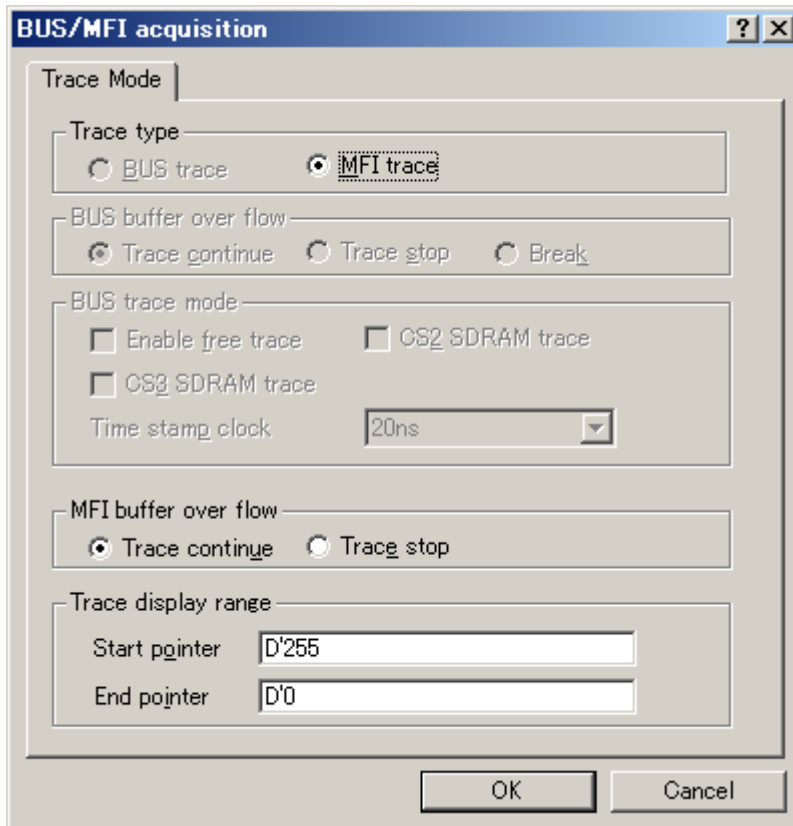 BUS/MFI acquisition
Trace Mode
Trace type
BUS trace MFI trace
BUS buffer over flow
Trace continue Trace stop Break
BUS trace mode
Enable free trace CS2 SDRAM trace
CS3 SDRAM trace
Time stamp clock 20ns
MFI buffer over flow
Trace continue Trace stop
Trace display range
Start pointer D'255
End pointer D'0
OK Cancel